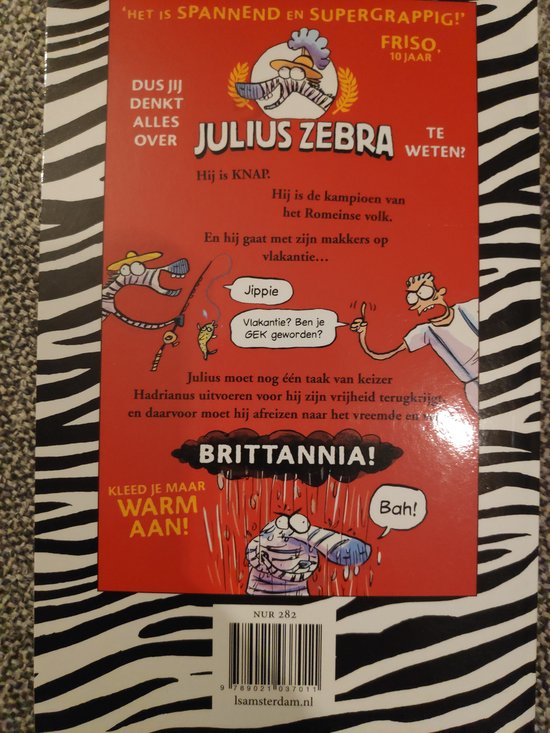 'HET IS SPANNEND EN SUPERGRAPPIG!'
FRISO,
10 JAAR
DUS JIJ
DENKT
ALLES
OVER
JULIUS ZEBRA
TE
WETEN?
Hij is KNAP.
Hij is de kampioen van
het Romeinse volk.
En hij gaat met zijn makkers op
vlakantie...
Jippie
Vlakantie? Ben je
GEK geworden?
Julius moet nog één taak van keizer
Hadrianus uitvoeren voor hij zijn vrijheid terugkrijgt,
en daarvoor moet hij afreizen naar het vreemde en
BRITTANNIA!
KLEED JE MAAR
WARM
AAN!
Bah!
NUR 282
9 789021 037011
lsamsterdam.nl